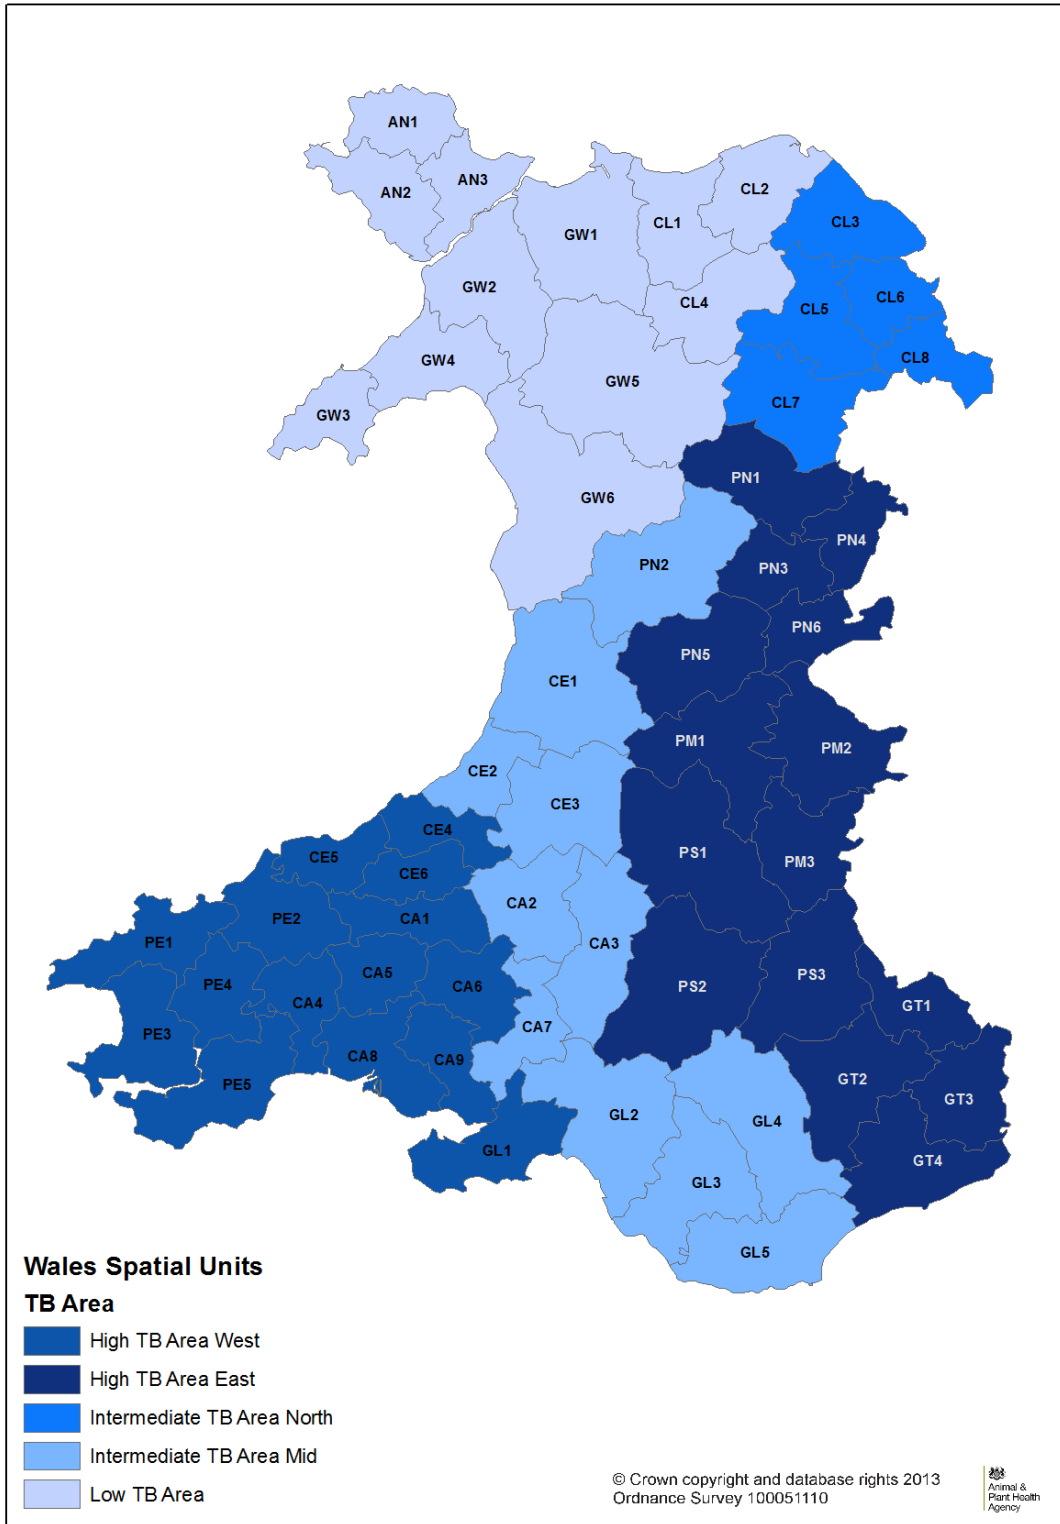 AN1
AN2
AN3
GW1
CL1
CL2
CL3
GW2
CL4
CL5
CL6
GW4
GW5
CL8
GW3
CL7
PN1
GW6
PN4
PN2
PN3
PN6
PN5
CE1
PM1
PM2
CE2
CE3
CE4
CE5
PS1
PM3
CE6
CA2
PE2
CA1
PE1
CA3
CA5
PS3
PE4
CA6
PS2
CA4
GT1
CA7
PE3
CA8
CA9
GT2
PE5
GT3
GL2
GL4
GL1
GT4
GL3
GL5
Wales Spatial Units
TB Area
High TB Area West
High TB Area East
Intermediate TB Area North
Intermediate TB Area Mid
Low TB Area
© Crown copyright and database rights 2013
Ordnance Survey 100051110
Animal &
Plant Health
Agency